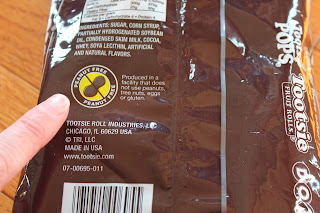 INGREDIENTS: SUGAR, CORN SYRUP,
PARTIALLY HYDROGENATED SOYBEAN
OIL, CONDENSED SKIM MILK, COCOA,
WHEY, SOYA LECITHIN, ARTIFICIAL
AND NATURAL FLAVORS.
PEANUT FREE
PEANUT FREE
Produced in a
facility that does
not use peanuts,
tree nuts, eggs
or gluten.
TOOTSIE ROLL INDUSTRIES, LLC
CHICAGO, IL 60629 USA
© TRI, LLC
MADE IN USA
www.tootsie.com
07-00695-011
POPS
Tootsie
FRUIT ROLLS